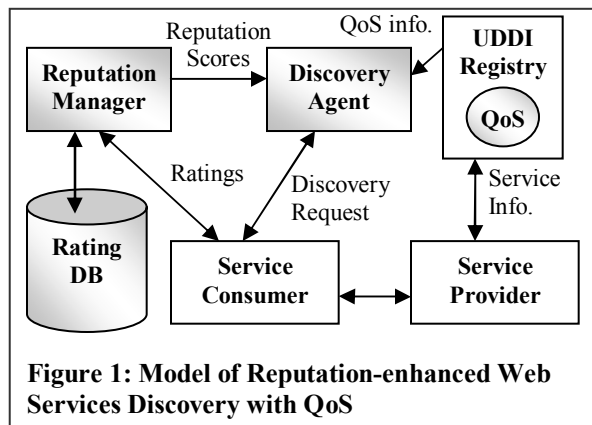 Reputation
Scores
QoS info.
UDDI
Registry
QoS
Reputation
Manager
Discovery
Agent
Ratings
Discovery
Request
Service
Info.
Rating
DB
Service
Consumer
Service
Provider
Figure 1: Model of Reputation-enhanced Web
Services Discovery with QoS